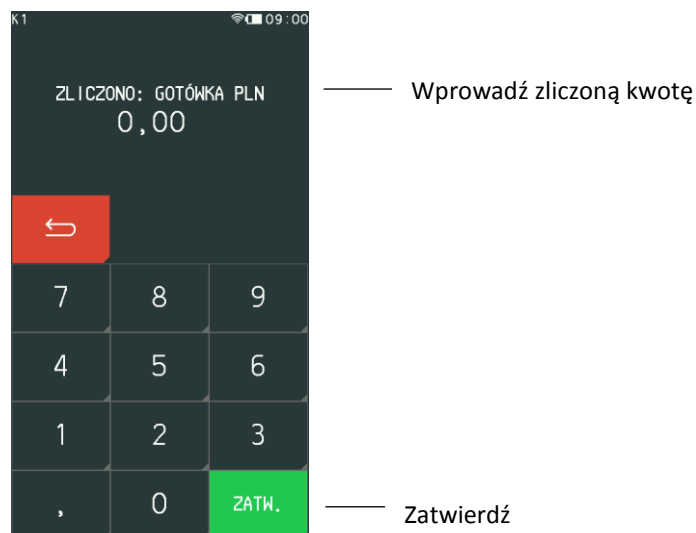 K1 09:00
ZLICZONO: GOTÓWKA PLN
0,00
Wprowadź zliczoną kwotę
7 8 9
4 5 6
1 2 3
, 0 ZATW.
Zatwierdź